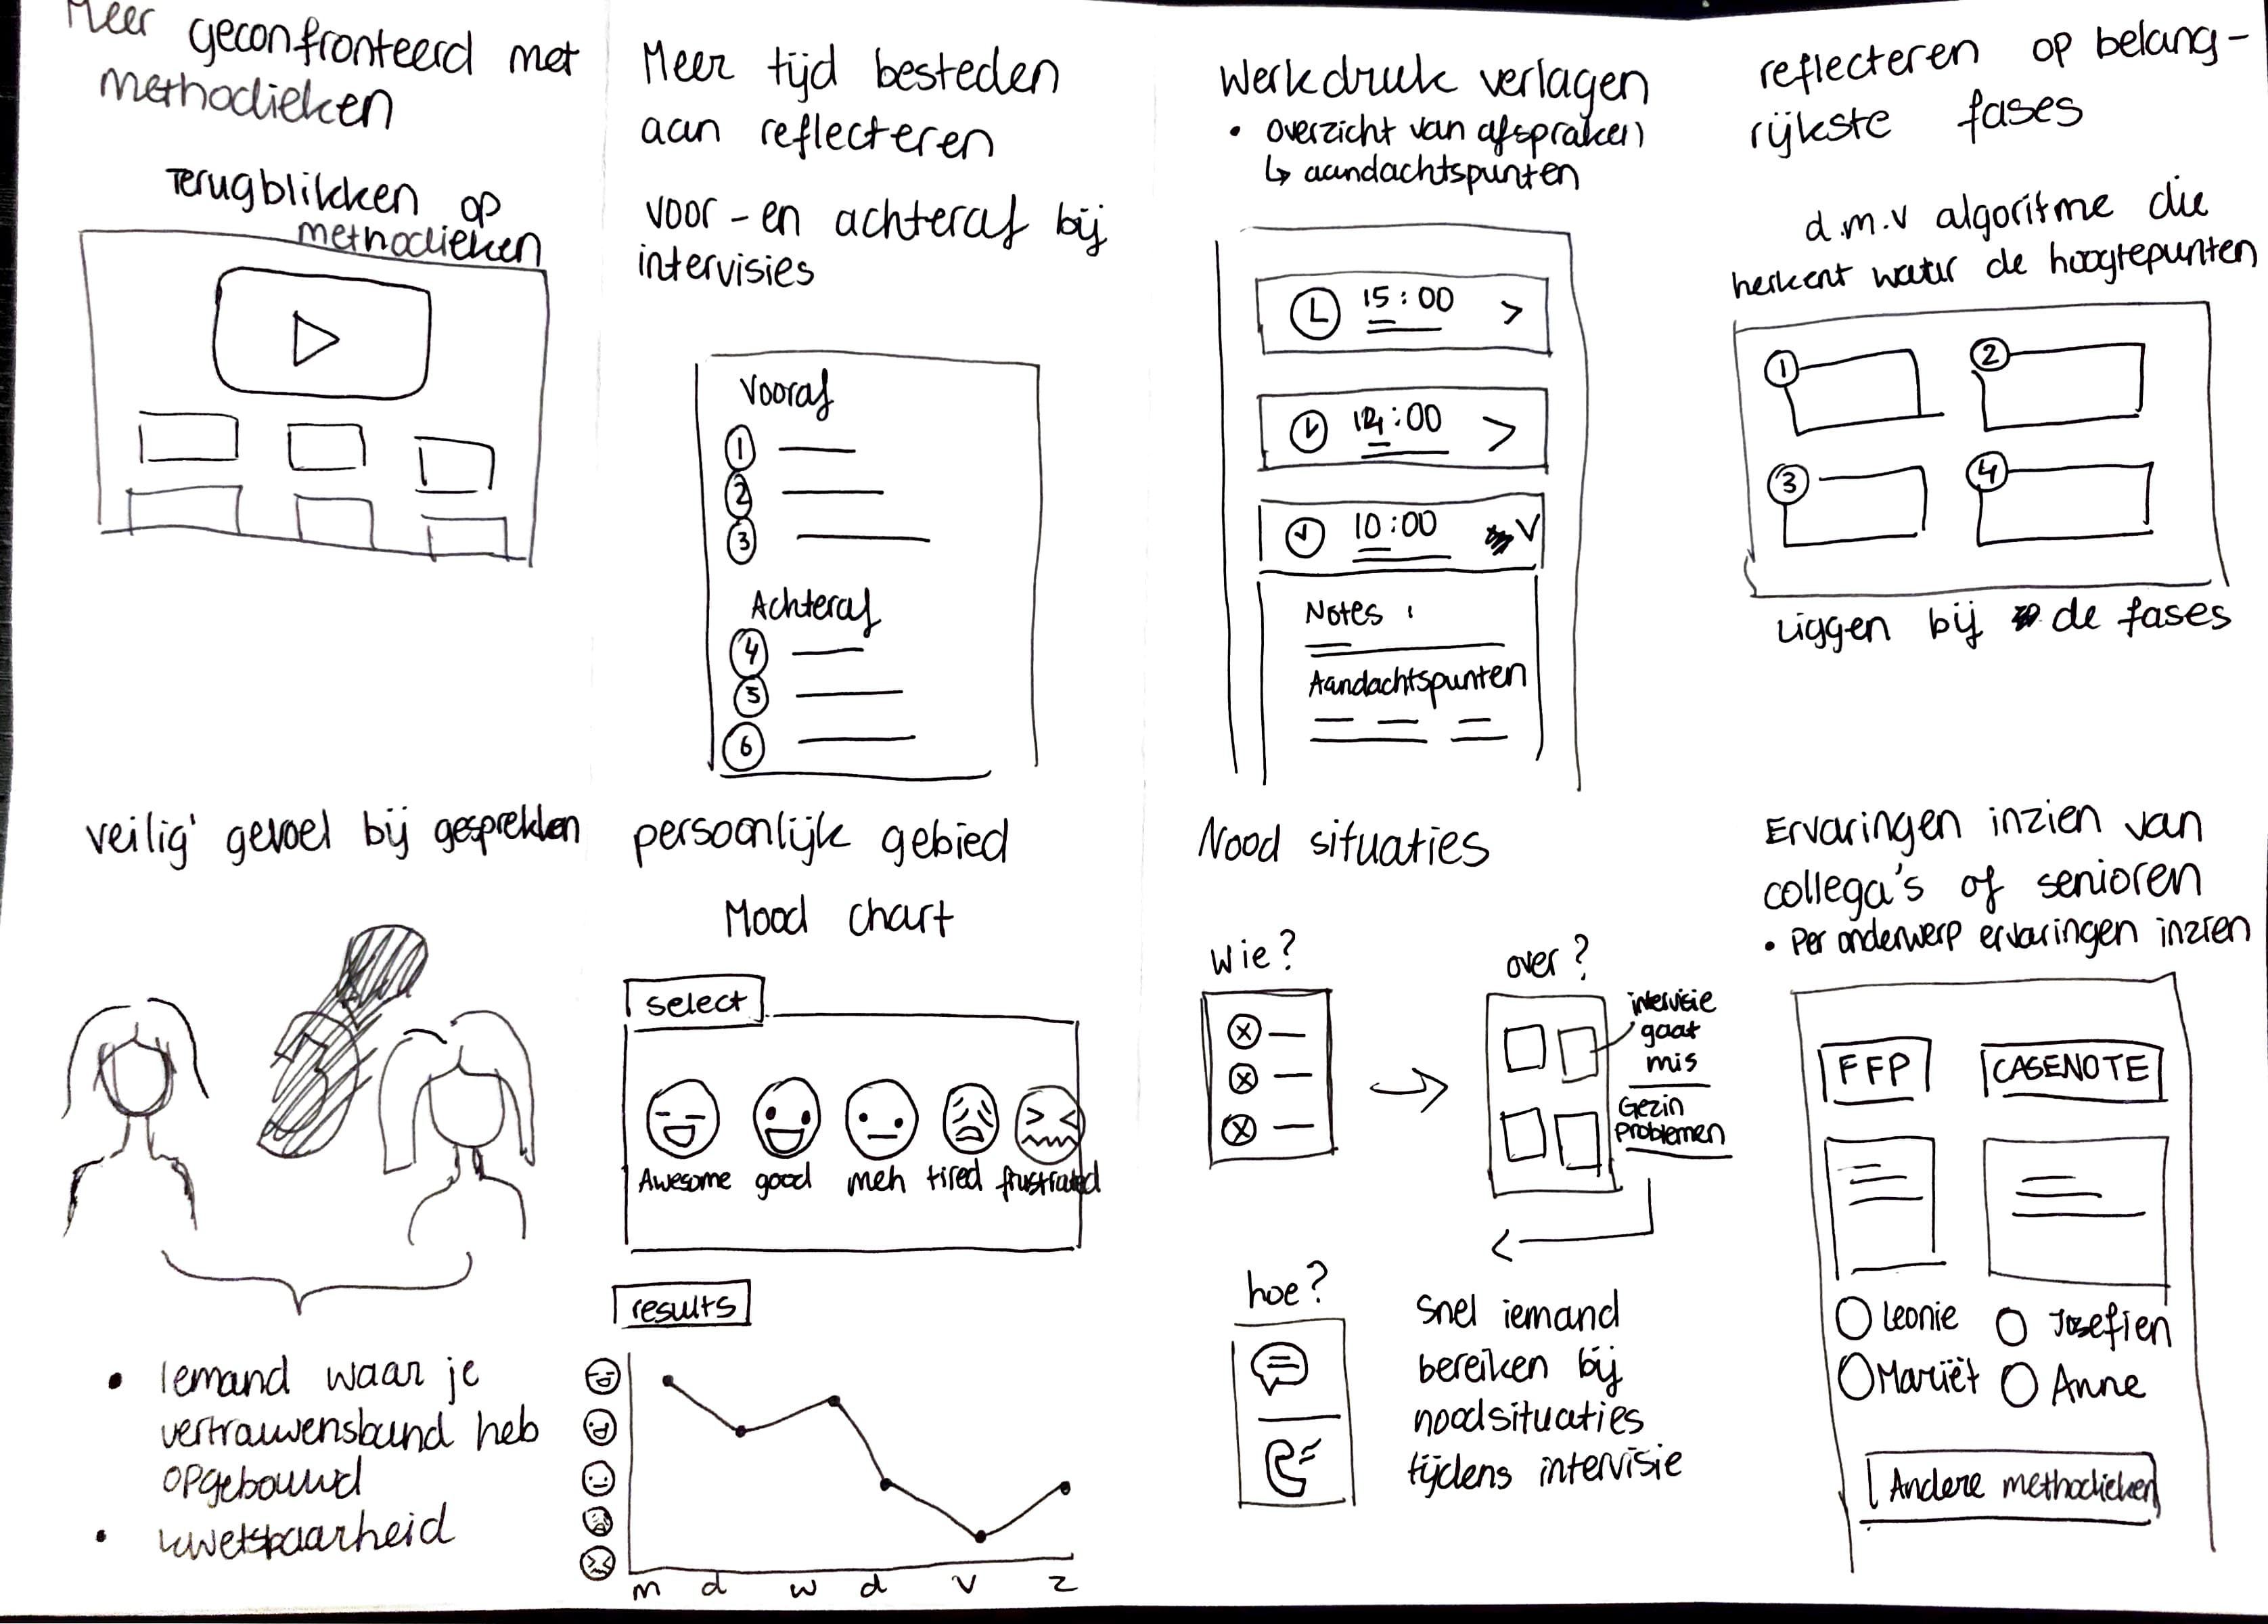 Meer geconfronteerd met
methodieken
Terugblikken op
methodieken
Meer tijd besteden
aan reflecteren
voor-en achteraf bij
intervisies
Vooraf
1
2
3
Achteraf
4
5
6
Werkdruk verlagen
• overzicht van afspraken
↳ aandachtspunten
15:00 >
:00 >
10:00 V
Notes :
Aandachtspunten
reflecteren op belang-
rijkste fases
d.m.v algoritme die
herkent waar de hoogtepunten
1 2
3 4
liggen bij de fases
veilig gevoel bij gesprekken
• Iemand waar je
vertrouwensband heb
opgebouwd
• kwetsbaarheid
persoonlijk gebied
Mood chart
select
Awesome good meh tired frustrated
results
m d w d v z
Nood situaties
Wie?
over?
intervisie
gaat
mis
Gezin
problemen
hoe?
Snel iemand
bereiken bij
noodsituaties
tijdens intervisie
Ervaringen inzien van
collega's of senioren
• Per onderwerp ervaringen inzien
FFP CASENOTE
Leonie Josefien
Mariët Anne
Andere methodieken